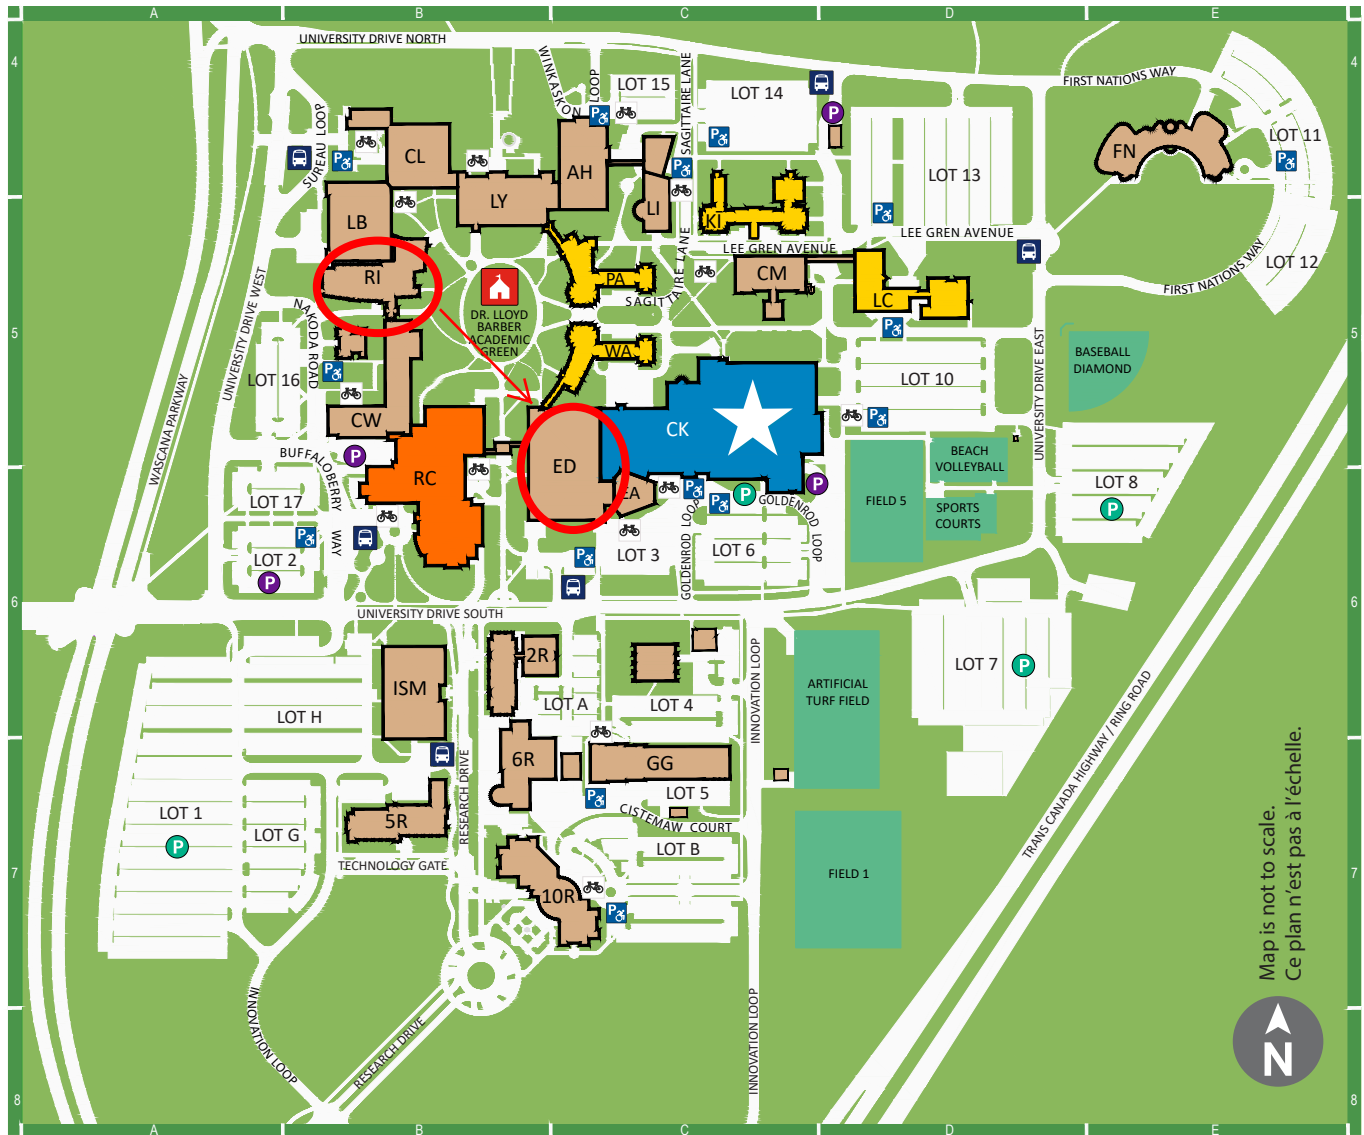 A
B
C
D
E
4
4
UNIVERSITY DRIVE NORTH
WINKASKON
LOOP
SAGITTAIRE LANE
FIRST NATIONS WAY
LOT 15
LOT 14
P
LOT 11
SUREAU LOOP
P
P
P
P
P
CL
AH
FN
LOT 13
LY
LI
KI
LB
P
LEE GREN AVENUE
LEE GREN AVENUE
LOT 12
FIRST NATIONS WAY
RI
PA
SAGITTAIRE LANE
CM
LC
DR. LLOYD
BARBER
ACADEMIC
GREEN
UNIVERSITY DRIVE WEST
NAKODA ROAD
5
5
P
UNIVERSITY DRIVE EAST
WA
BASEBALL
DIAMOND
LOT 16
P
LOT 10
WASCANA PARKWAY
CW
P
CK
BUFFALOBERRY
WAY
P
BEACH
VOLLEYBALL
ED
RC
LOT 17
EA
P
P
P
P
GOLDENROD LOOP
GOLDENROD LOOP
FIELD 5
SPORTS
COURTS
LOT 8
P
P
LOT 2
P
P
LOT 3
LOT 6
6
6
UNIVERSITY DRIVE SOUTH
2R
INNOVATION LOOP
LOT 7
P
ISM
LOT H
LOT A
LOT 4
ARTIFICIAL
TURF FIELD
6R
GG
TRANS CANADA HIGHWAY / RING ROAD
LOT 5
P
RESEARCH DRIVE
LOT 1
P
5R
CISTEMAW COURT
LOT G
LOT B
TECHNOLOGY GATE
7
7
FIELD 1
10R
P
Map is not to scale.
Ce plan n'est pas à l'échelle.
INNOVATION LOOP
RESEARCH DRIVE
INNOVATION LOOP
N
8
8
A
B
C
D
E